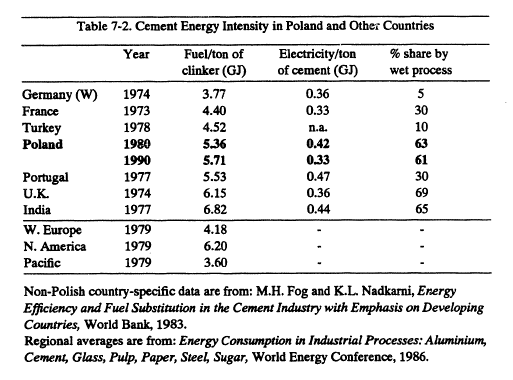 Table 7-2. Cement Energy Intensity in Poland and Other Countries
Year Fuel/ton of clinker (GJ) Electricity/ton of cement (GJ) % share by wet process
Germany (W) 1974 3.77 0.36 5
France 1973 4.40 0.33 30
Turkey 1978 4.52 n.a. 10
Poland 1980 5.36 0.42 63
1990 5.71 0.33 61
Portugal 1977 5.53 0.47 30
U.K. 1974 6.15 0.36 69
India 1977 6.82 0.44 65
W. Europe 1979 4.18 - -
N. America 1979 6.20 - -
Pacific 1979 3.60 - -
Non-Polish country-specific data are from: M.H. Fog and K.L. Nadkarni, Energy
Efficiency and Fuel Substitution in the Cement Industry with Emphasis on Developing
Countries, World Bank, 1983.
Regional averages are from: Energy Consumption in Industrial Processes: Aluminium,
Cement, Glass, Pulp, Paper, Steel, Sugar, World Energy Conference, 1986.